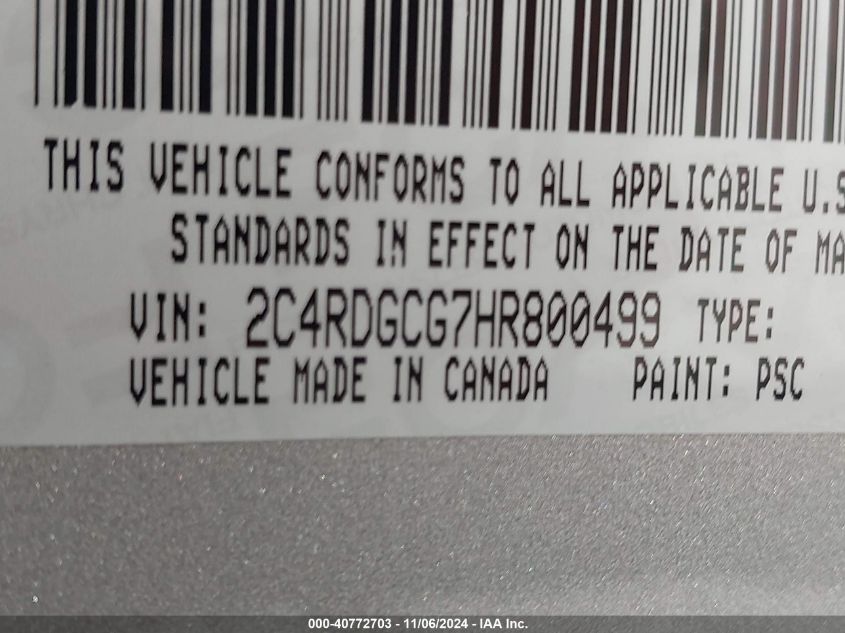 THIS VEHICLE CONFORMS TO ALL APPLICABLE U.S
STANDARDS IN EFFECT ON THE DATE OF MA
VIN: 2C4RDGCG7HR800499 TYPE:
VEHICLE MADE IN CANADA PAINT: PSC
000-40772703 - 11/06/2024 - IAA Inc.